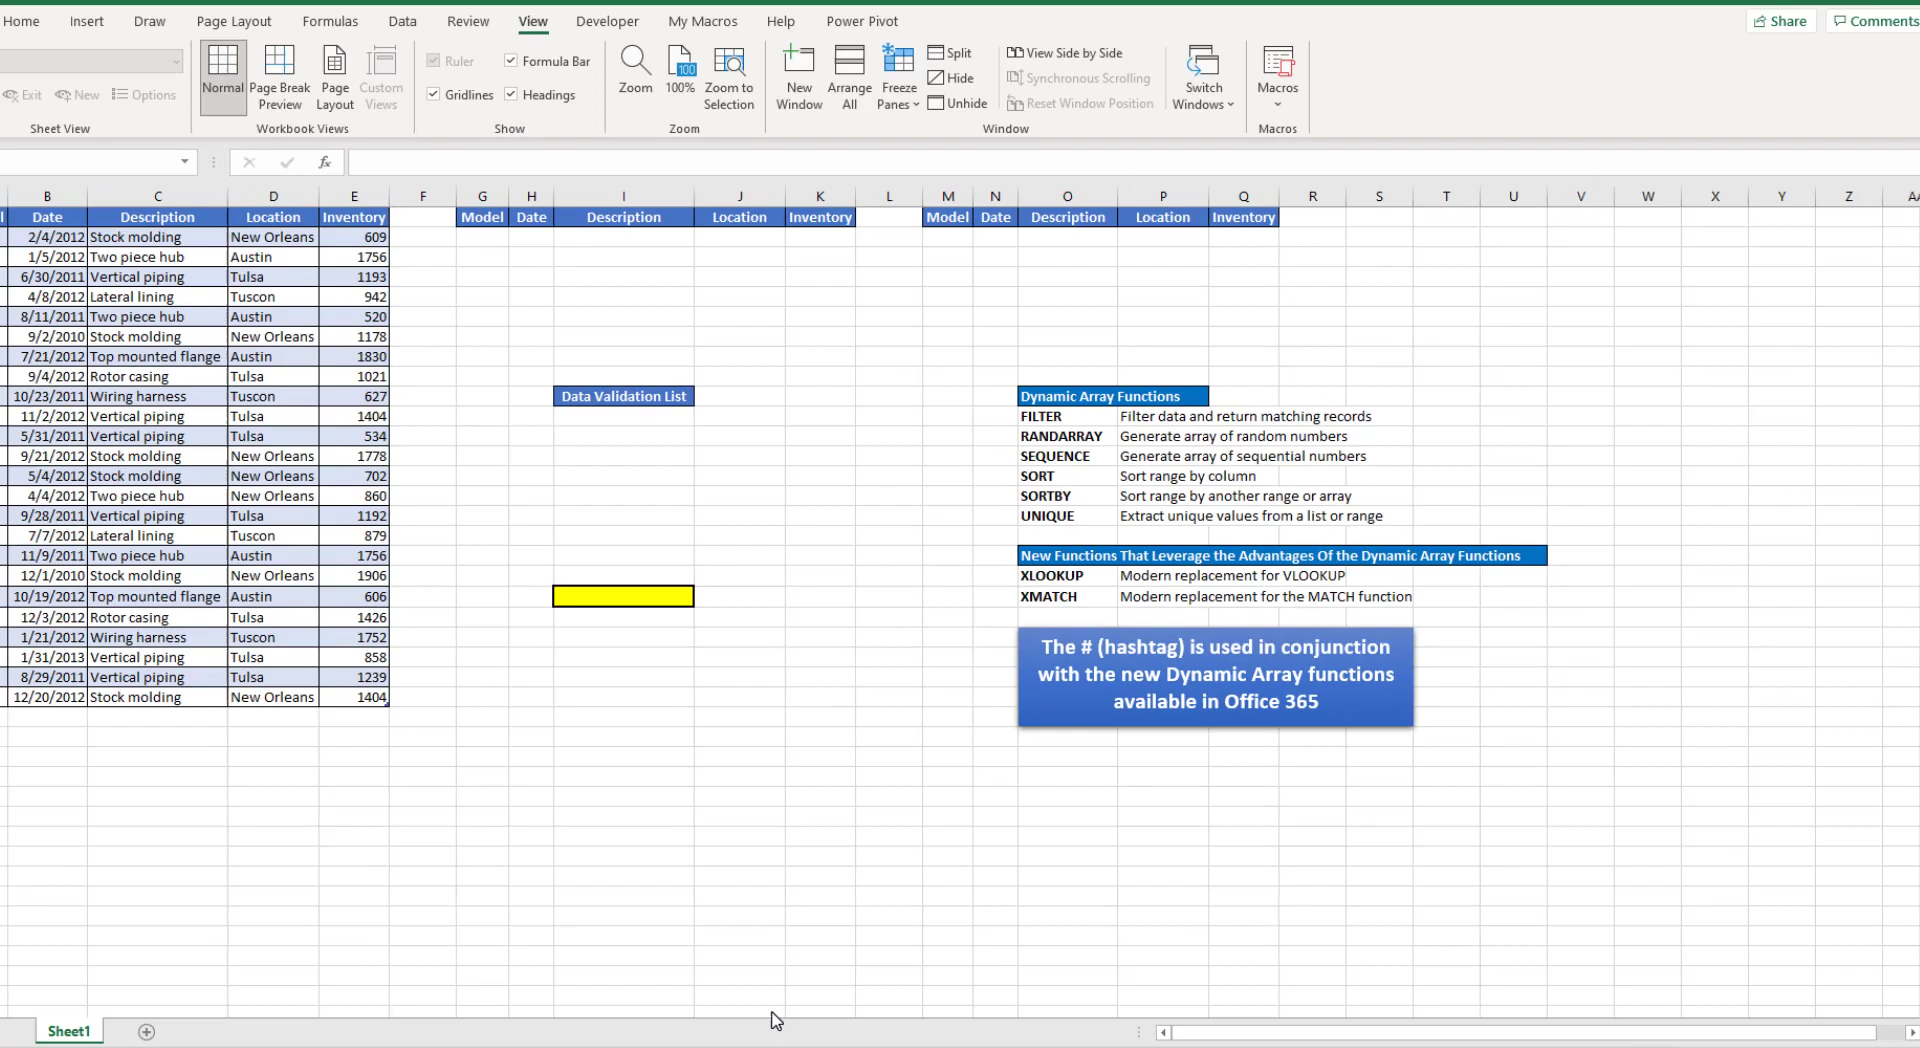 Home Insert Draw Page Layout Formulas Data Review View Developer My Macros Help Power Pivot Share Comments
Exit New Options
Sheet View
Normal Page Break Preview Page Layout Custom Views
Workbook Views
Ruler Formula Bar
Gridlines Headings
Show
Zoom 100% Zoom to Selection
Zoom
New Window Arrange All Freeze Panes
Split
Hide
Unhide
View Side by Side
Synchronous Scrolling
Reset Window Position
Switch Windows
Window
Macros
Macros
fx
B C D E F G H I J K L M N O P Q R S T U V W X Y Z AA
l Date Description Location Inventory Model Date Description Location Inventory Model Date Description Location Inventory
2/4/2012 Stock molding New Orleans 609
1/5/2012 Two piece hub Austin 1756
6/30/2011 Vertical piping Tulsa 1193
4/8/2012 Lateral lining Tuscon 942
8/11/2011 Two piece hub Austin 520
9/2/2010 Stock molding New Orleans 1178
7/21/2012 Top mounted flange Austin 1830
9/4/2012 Rotor casing Tulsa 1021
10/23/2011 Wiring harness Tuscon 627 Data Validation List Dynamic Array Functions
11/2/2012 Vertical piping Tulsa 1404 FILTER Filter data and return matching records
5/31/2011 Vertical piping Tulsa 534 RANDARRAY Generate array of random numbers
9/21/2012 Stock molding New Orleans 1778 SEQUENCE Generate array of sequential numbers
5/4/2012 Stock molding New Orleans 702 SORT Sort range by column
4/4/2012 Two piece hub New Orleans 860 SORTBY Sort range by another range or array
9/28/2011 Vertical piping Tulsa 1192 UNIQUE Extract unique values from a list or range
7/7/2012 Lateral lining Tuscon 879
11/9/2011 Two piece hub Austin 1756 New Functions That Leverage the Advantages Of the Dynamic Array Functions
12/1/2010 Stock molding New Orleans 1906 XLOOKUP Modern replacement for VLOOKUP
10/19/2012 Top mounted flange Austin 606 XMATCH Modern replacement for the MATCH function
12/3/2012 Rotor casing Tulsa 1426
1/21/2012 Wiring harness Tuscon 1752
1/31/2013 Vertical piping Tulsa 858
8/29/2011 Vertical piping Tulsa 1239
12/20/2012 Stock molding New Orleans 1404
The # (hashtag) is used in conjunction
with the new Dynamic Array functions
available in Office 365
Sheet1